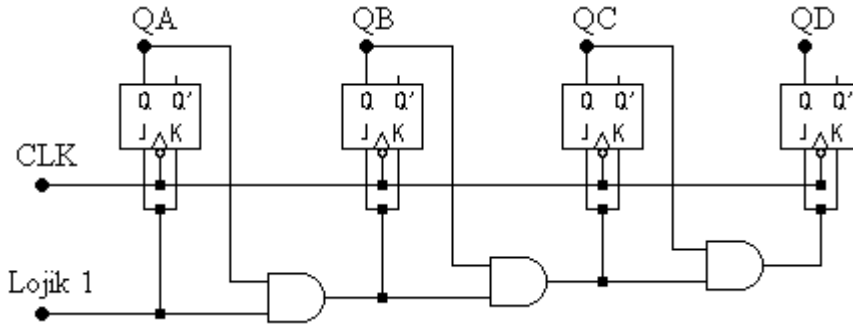 QA QB QC QD
Q Q' Q Q' Q Q' Q Q'
J K J K J K J K
CLK
Lojik 1